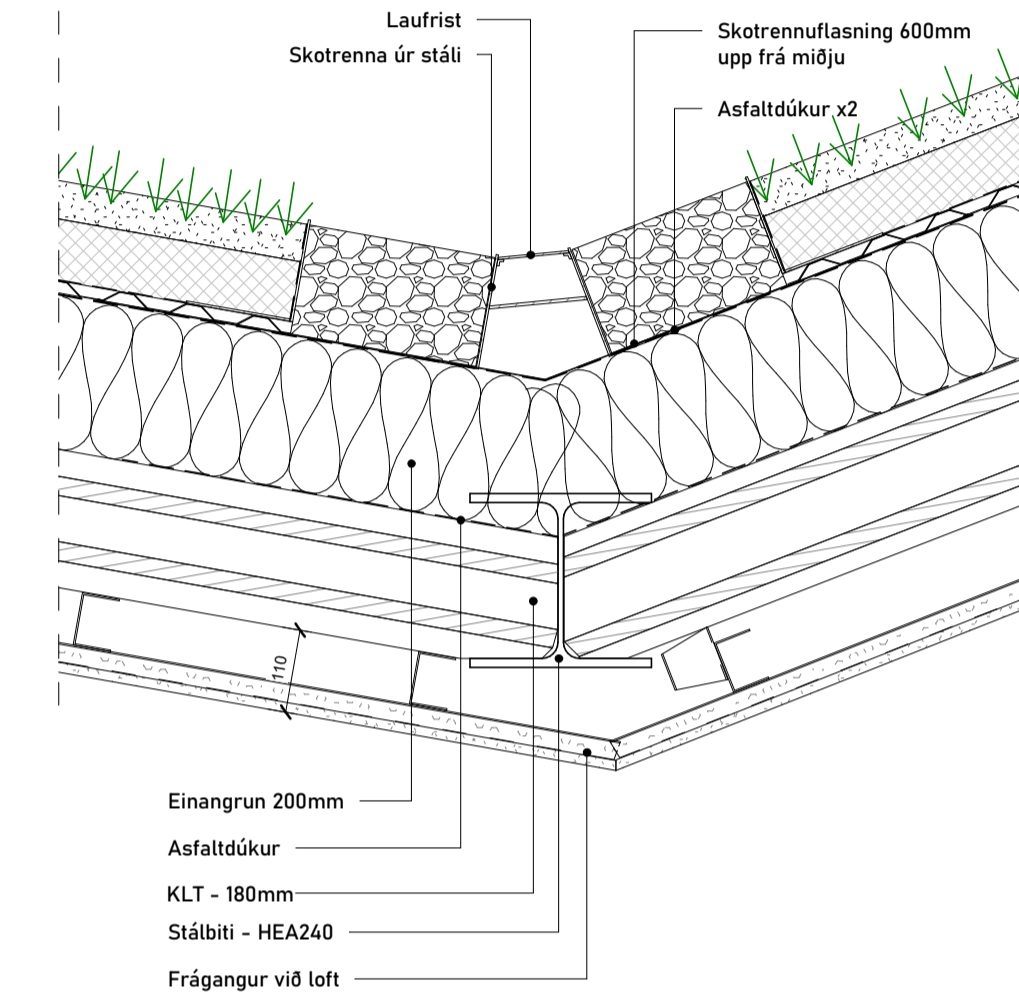 Laufrist
Skotrenna úr stáli
Skotrennuflasning 600mm
upp frá miðju
Asfaltdúkur x2
110
Einangrun 200mm
Asfaltdúkur
KLT - 180mm
Stálbiti - HEA240
Frágangur við loft